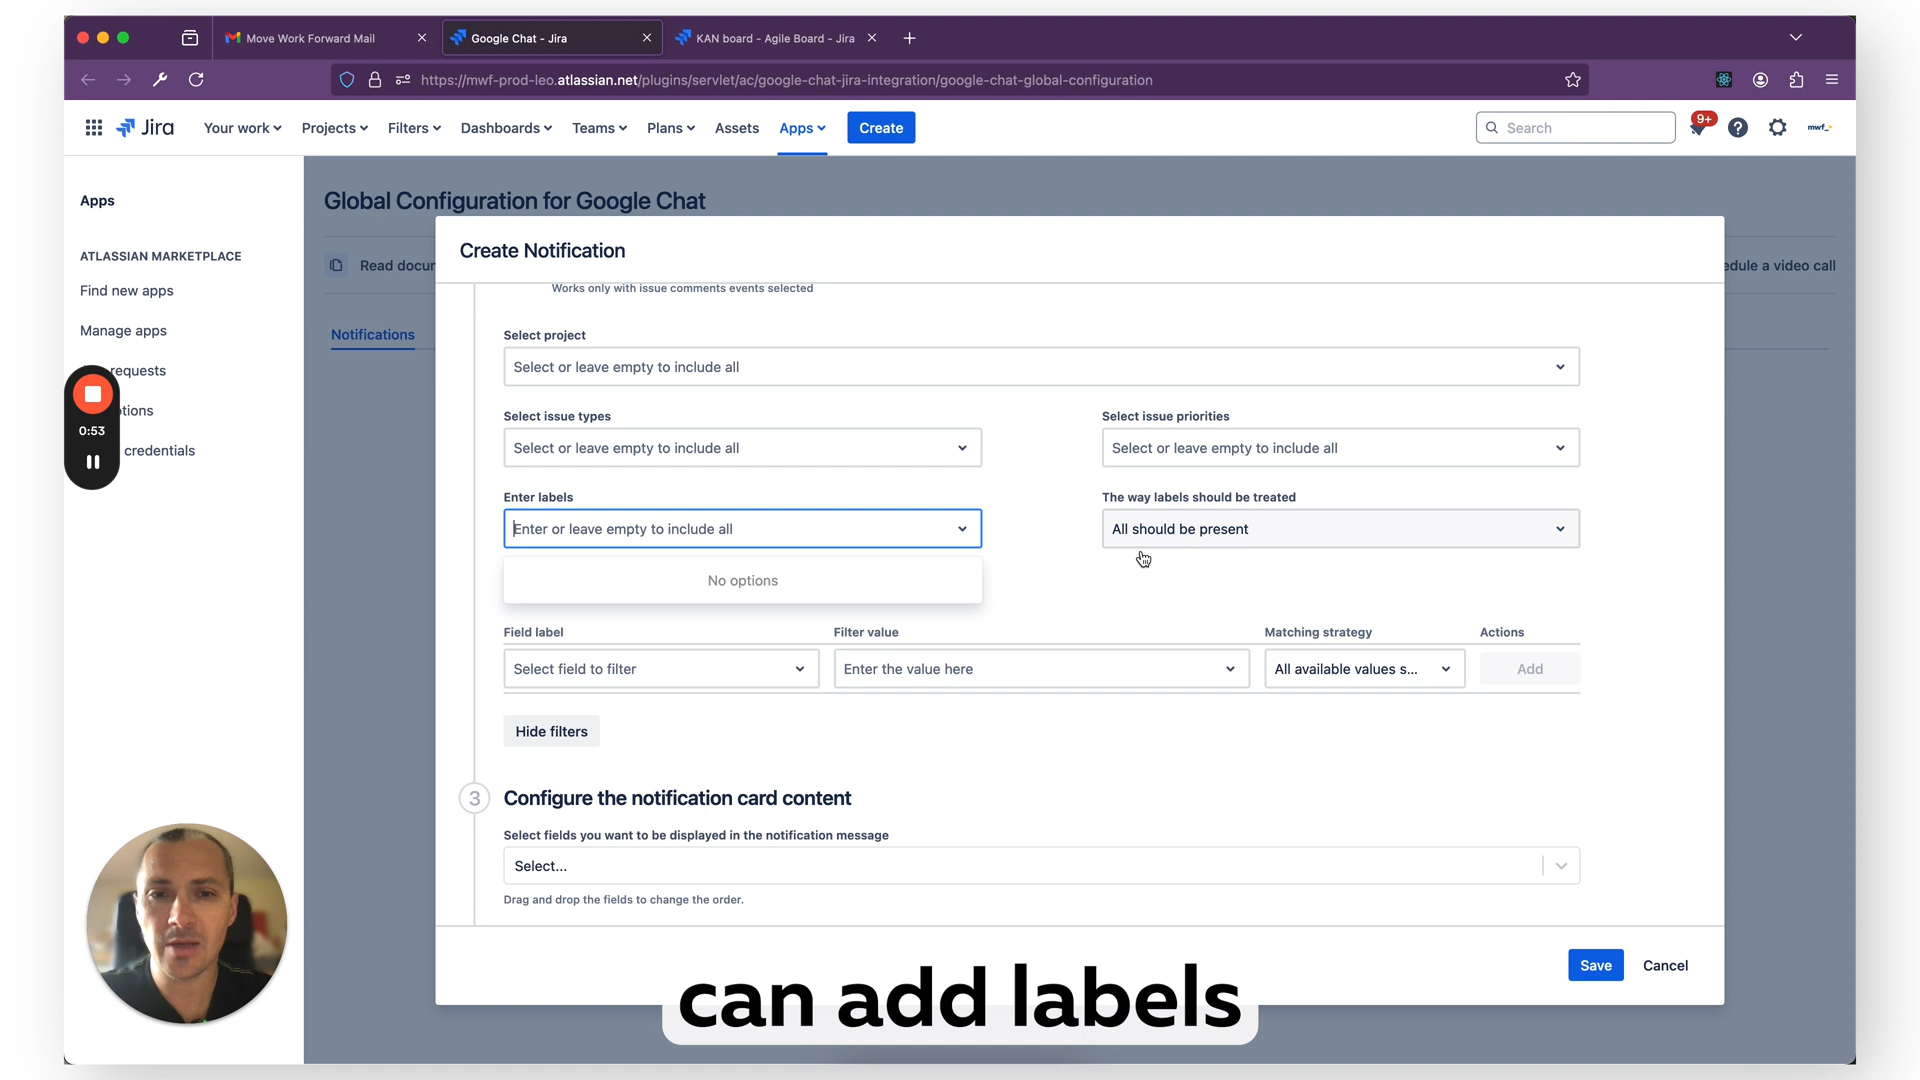 Move Work Forward Mail
Google Chat - Jira
KAN board - Agile Board - Jira
https://mwf-prod-leo.atlassian.net/plugins/servlet/ac/google-chat-jira-integration/google-chat-global-configuration
Jira
Your work
Projects
Filters
Dashboards
Teams
Plans
Assets
Apps
Create
Search
9+
mwf_
Apps
ATLASSIAN MARKETPLACE
Find new apps
Manage apps
requests
credentials
0:53
Global Configuration for Google Chat
Read docu
edule a video call
Notifications
Create Notification
Works only with issue comments events selected
Select project
Select or leave empty to include all
Select issue types
Select issue priorities
Select or leave empty to include all
Select or leave empty to include all
Enter labels
The way labels should be treated
Enter or leave empty to include all
All should be present
No options
Field label
Filter value
Matching strategy
Actions
Select field to filter
Enter the value here
All available values s...
Add
Hide filters
3
Configure the notification card content
Select fields you want to be displayed in the notification message
Select...
Drag and drop the fields to change the order.
Save
Cancel
can add labels